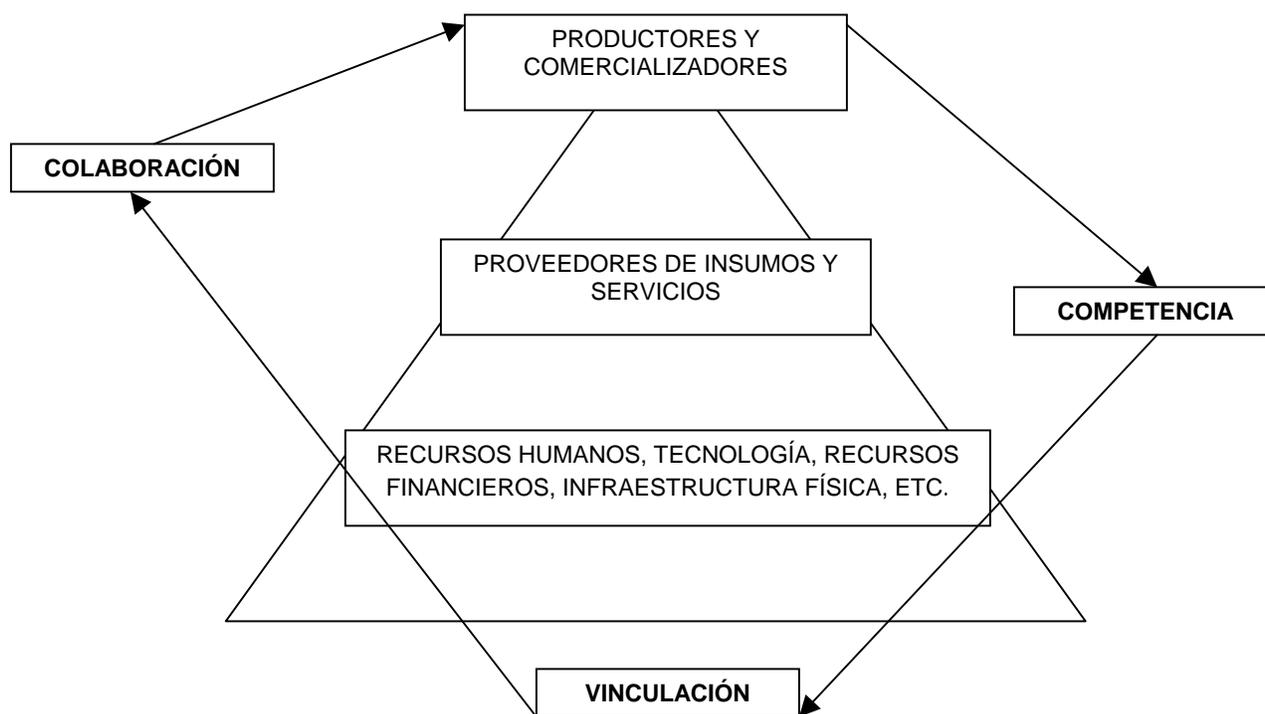 PRODUCTORES Y
COMERCIALIZADORES
COLABORACIÓN
PROVEEDORES DE INSUMOS Y
SERVICIOS
COMPETENCIA
RECURSOS HUMANOS, TECNOLOGÍA, RECURSOS
FINANCIEROS, INFRAESTRUCTURA FÍSICA, ETC.
VINCULACIÓN